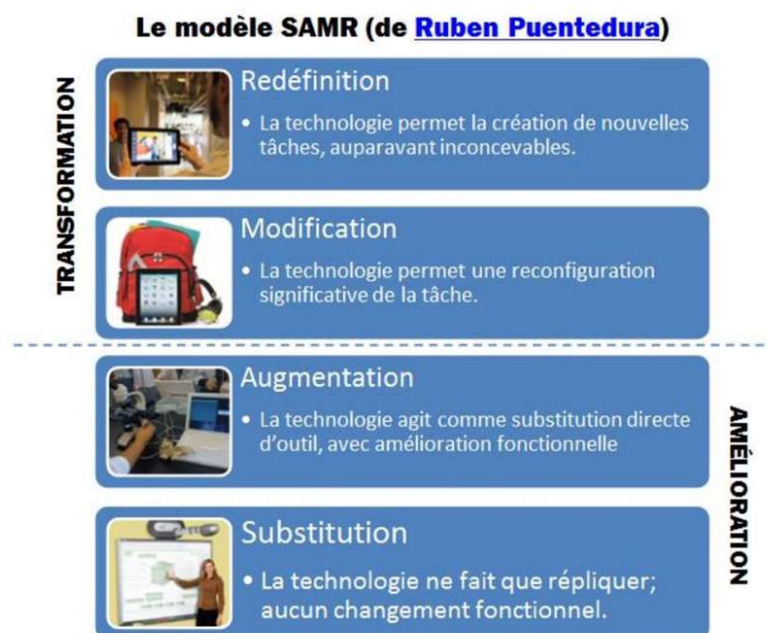 Le modèle SAMR (de Ruben Puentedura)
TRANSFORMATION
Redéfinition
• La technologie permet la création de nouvelles
tâches, auparavant inconcevables.
Modification
• La technologie permet une reconfiguration
significative de la tâche.
AMÉLIORATION
Augmentation
• La technologie agit comme substitution directe
d'outil, avec amélioration fonctionnelle
Substitution
• La technologie ne fait que répliquer;
aucun changement fonctionnel.